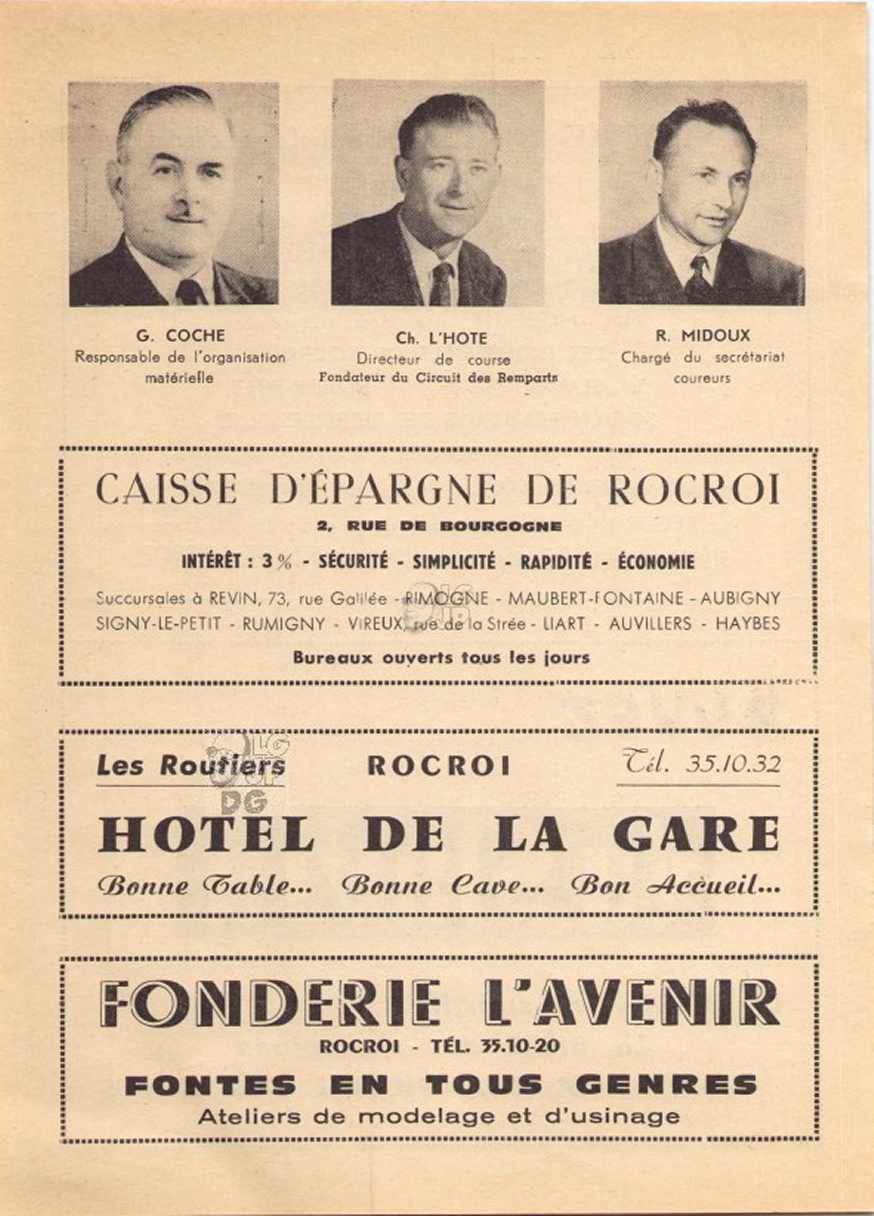 G. COCHE
Responsable de l'organisation
matérielle
Ch. L'HOTE
Directeur de course
Fondateur du Circuit des Remparts
R. MIDOUX
Chargé du secrétariat
coureurs
CAISSE D'ÉPARGNE DE ROCROI
2, RUE DE BOURGOGNE
INTÉRÊT : 3 % - SÉCURITÉ - SIMPLICITÉ - RAPIDITÉ - ÉCONOMIE
Succursales à REVIN, 73, rue Galilée - RIMOGNE - MAUBERT-FONTAINE - AUBIGNY
SIGNY-LE-PETIT - RUMIGNY - VIREUX, rue de la Strée - LIART - AUVILLERS - HAYBES
Bureaux ouverts tous les jours
Les Routiers ROCROI Tél. 35.10.32
HOTEL DE LA GARE
Bonne Table... Bonne Cave... Bon Accueil...
FONDERIE L'AVENIR
ROCROI - TÉL. 35.10-20
FONTES EN TOUS GENRES
Ateliers de modelage et d'usinage